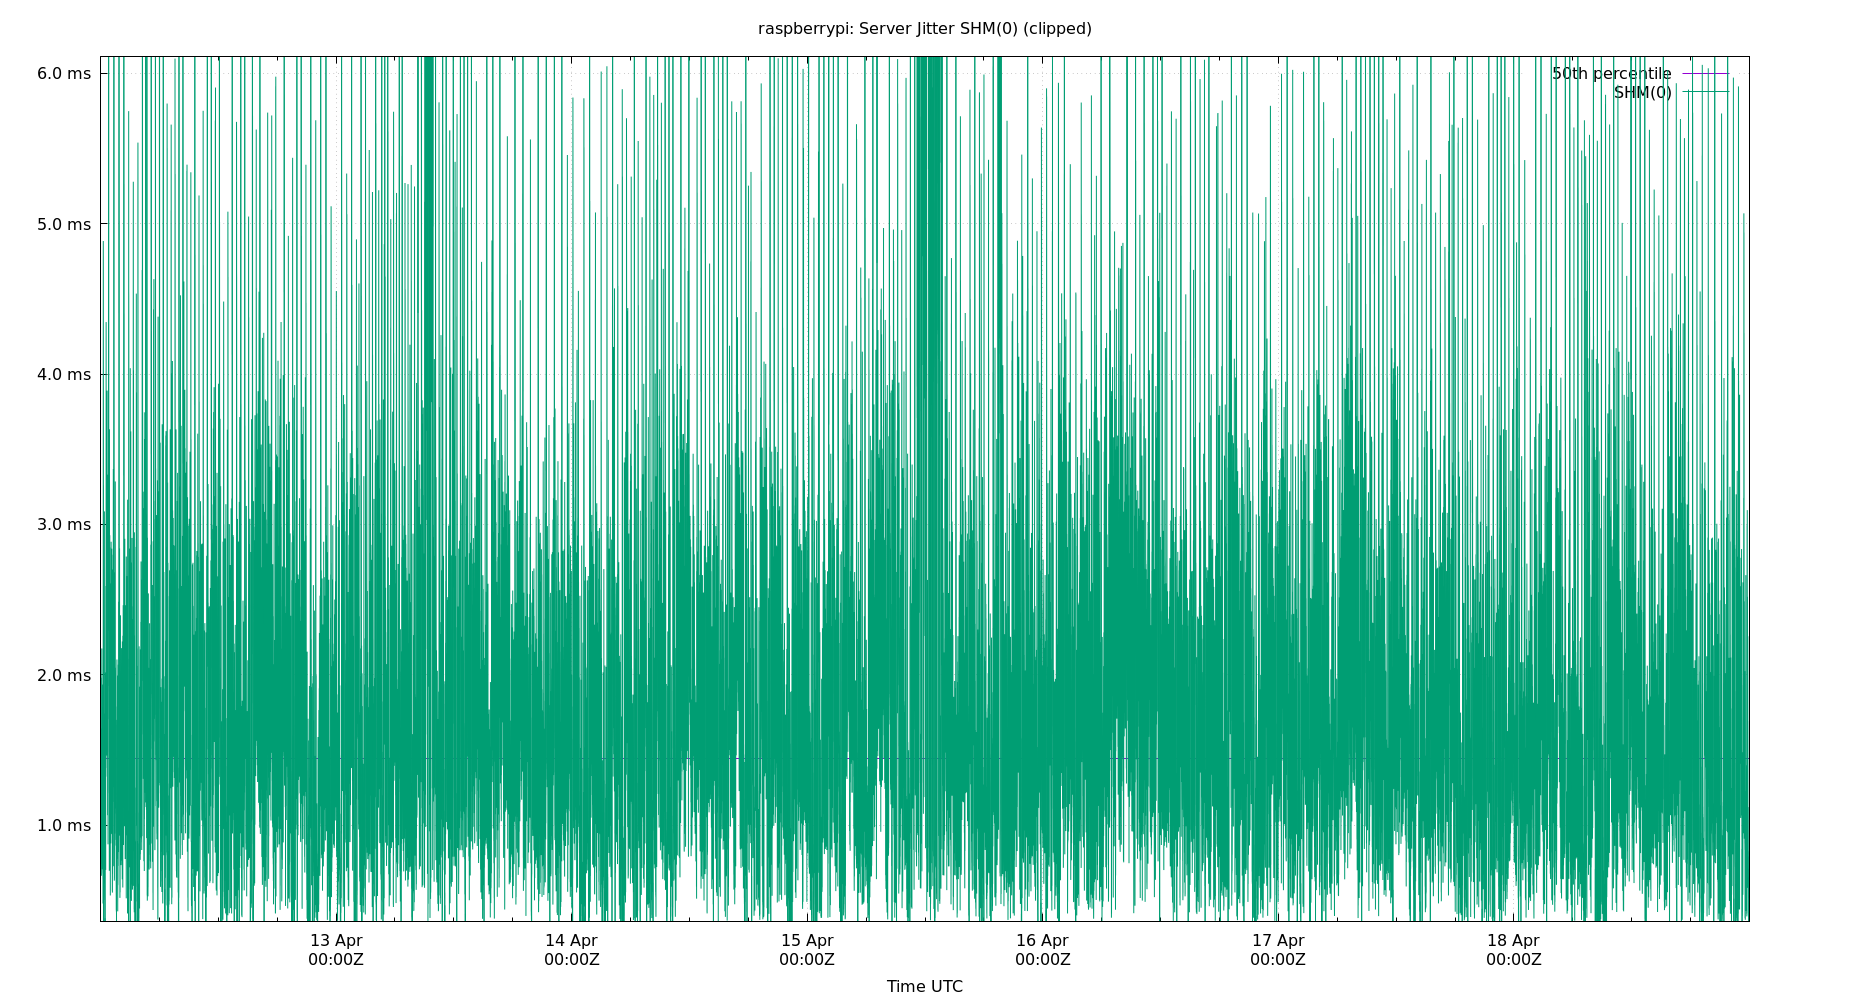 raspberrypi: Server Jitter SHM(0) (clipped)
6.0 ms
5.0 ms
4.0 ms
3.0 ms
2.0 ms
1.0 ms
50th percentile
SHM(0)
13 Apr
00:00Z
14 Apr
00:00Z
15 Apr
00:00Z
16 Apr
00:00Z
17 Apr
00:00Z
18 Apr
00:00Z
Time UTC